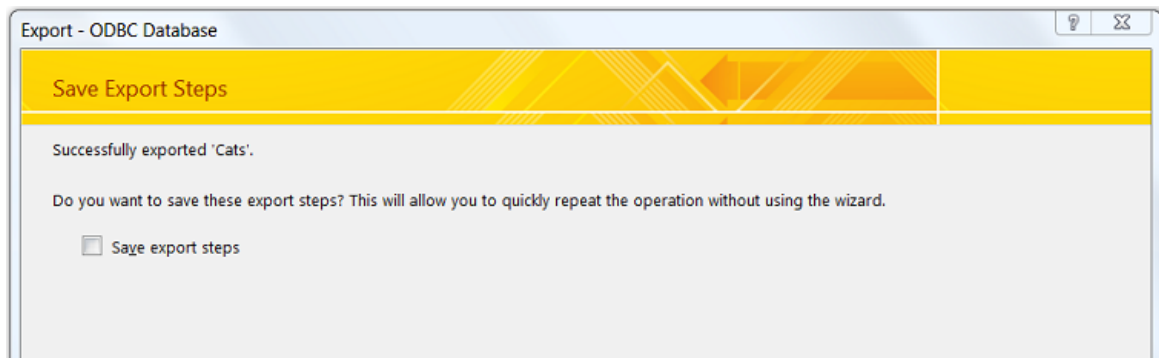 Export - ODBC Database
Save Export Steps
Successfully exported 'Cats'.
Do you want to save these export steps? This will allow you to quickly repeat the operation without using the wizard.
Save export steps